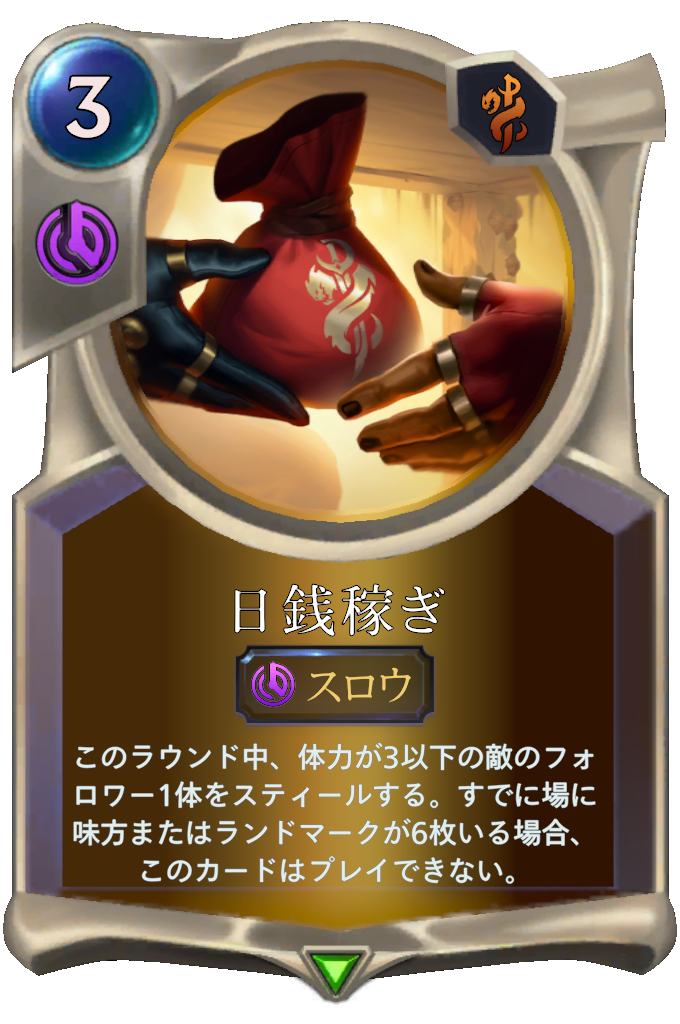 3
日銭稼ぎ
スロウ
このラウンド中、体力が3以下の敵のフォ
ロワー1体をスティールする。すでに場に
味方またはランドマークが6枚いる場合、
このカードはプレイできない。